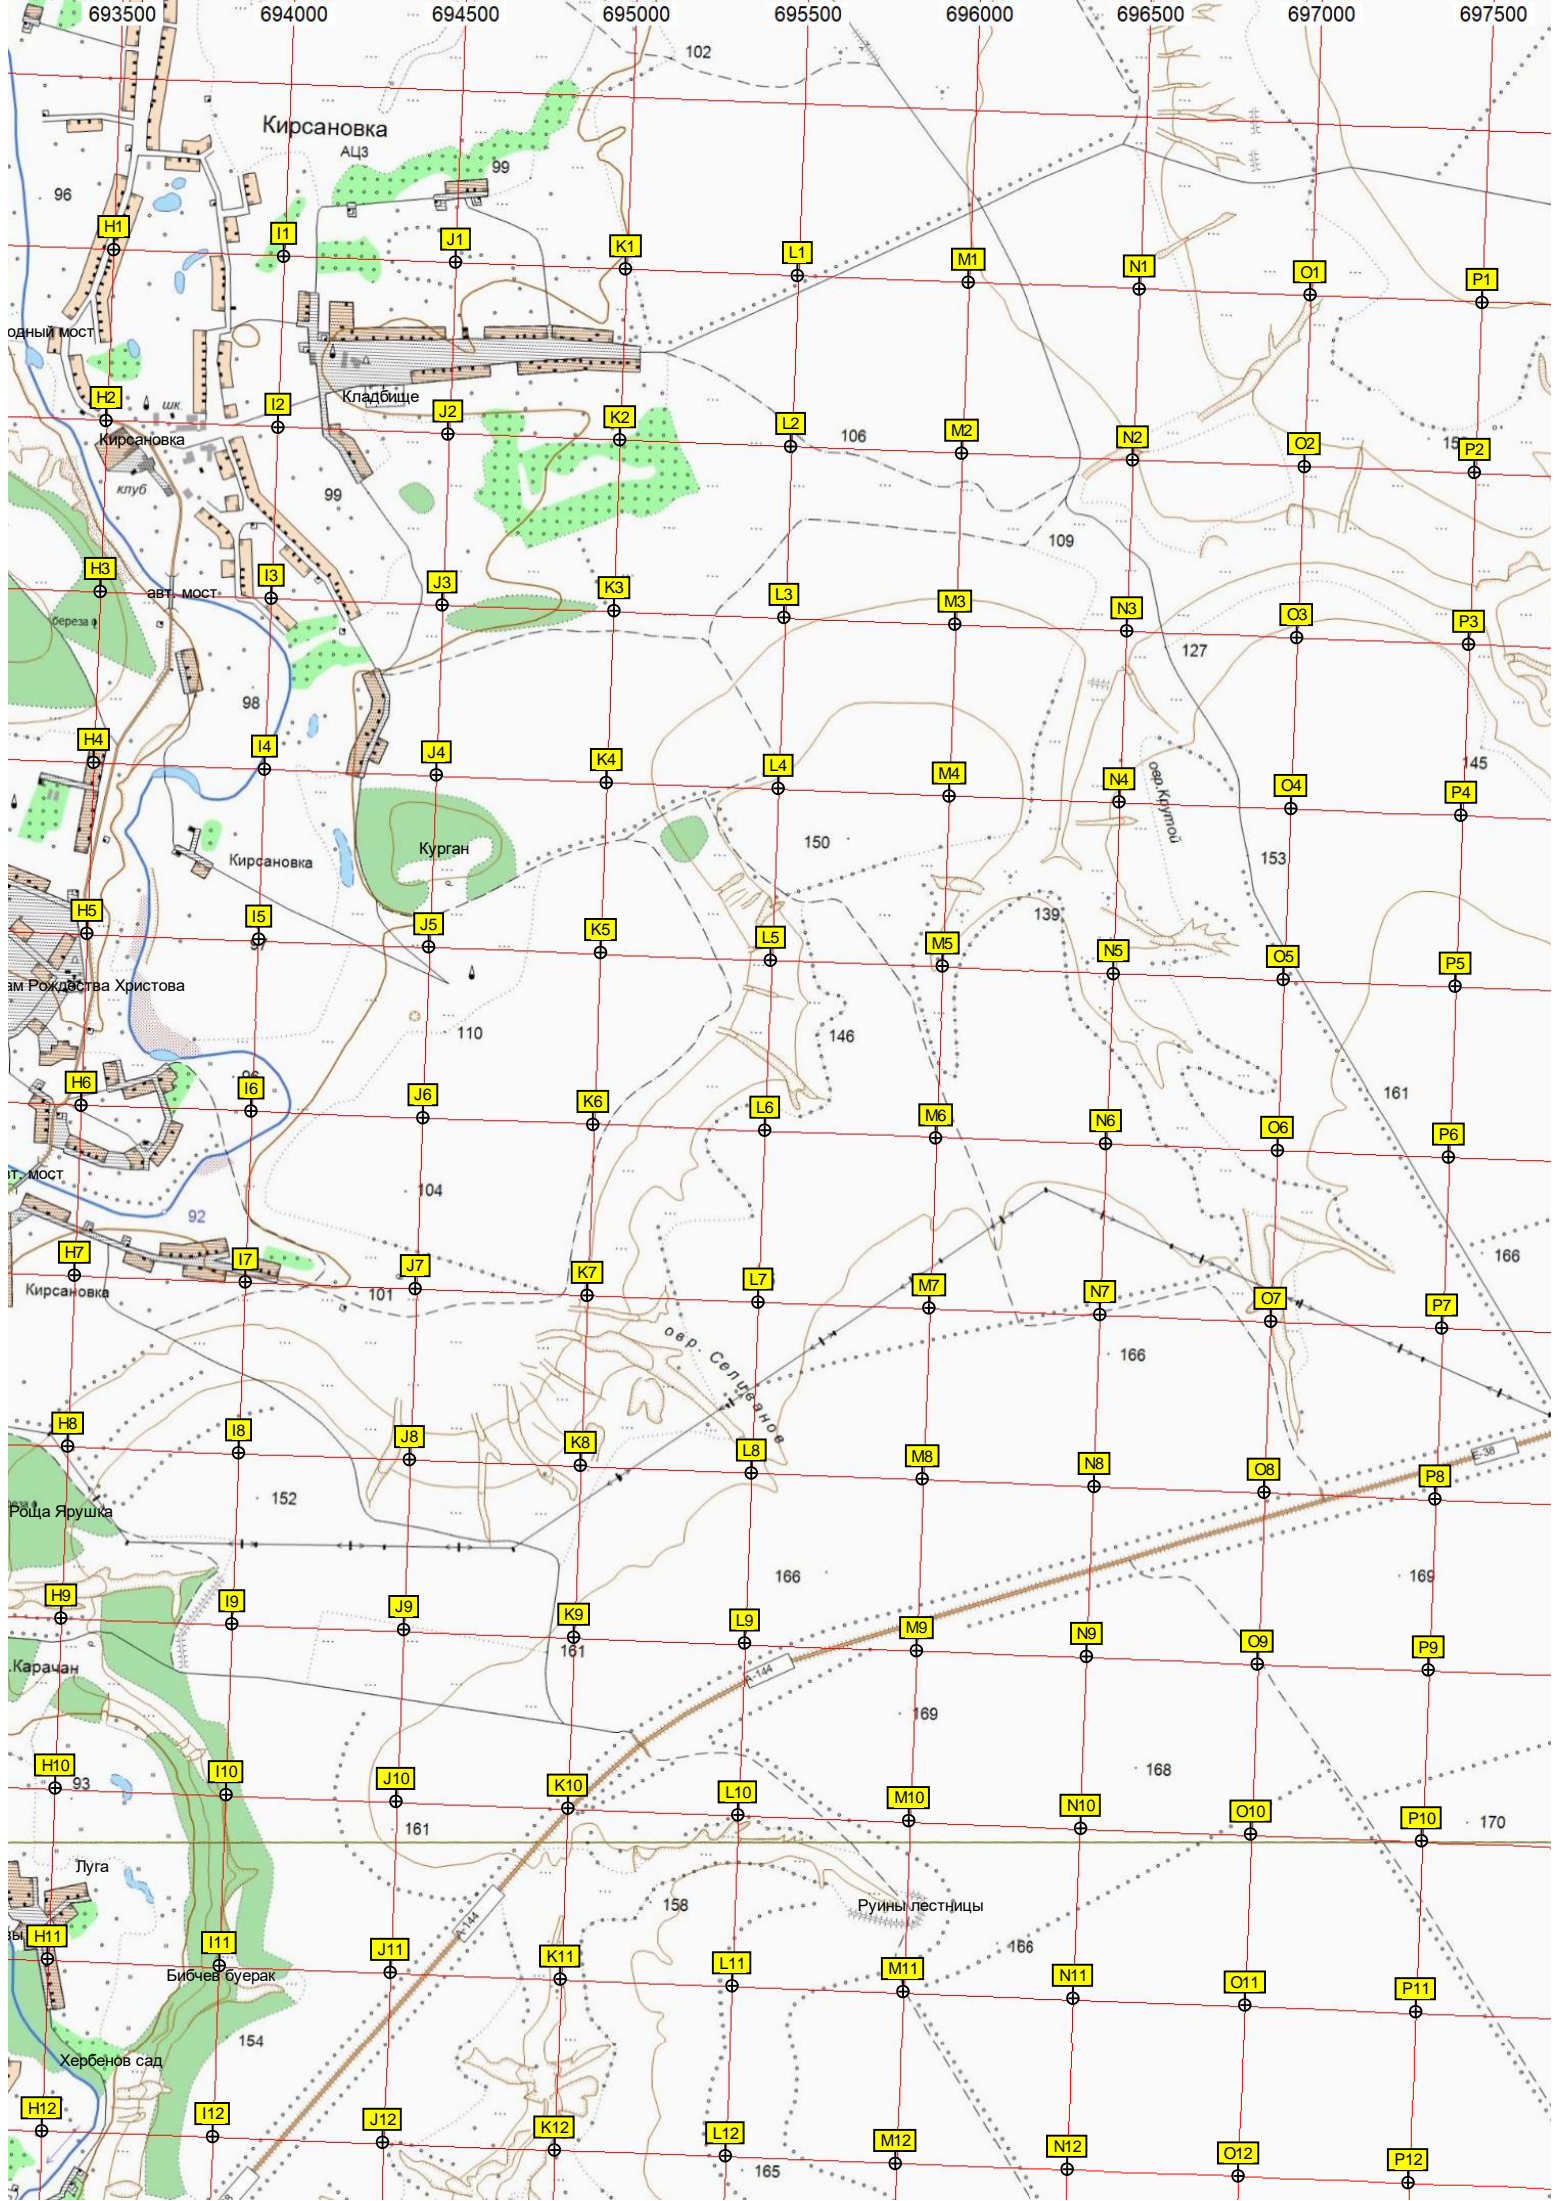 693500 694000 694500 695000 695500 696000 696500 697000 697500
102
Кирсановка
АЦЗ
99
96
H1 I1 J1 K1 L1 M1 N1 O1 P1
одный мост
Кладбище
шк.
H2 I2 J2 K2 L2 M2 N2 O2 P2
106
Кирсановка
клуб
99
109
H3 I3 J3 K3 L3 M3 N3 O3 P3
авт. мост
береза
127
98
H4 I4 J4 K4 L4 M4 N4 O4 P4
145
овр.Крутой
150
Курган
153
Кирсановка
139
H5 I5 J5 K5 L5 M5 N5 O5 P5
97
ам Рождества Христова
110
146
161
96
H6 I6 J6 K6 L6 M6 N6 O6 P6
вт. мост
104
92
166
H7 I7 J7 K7 L7 M7 N7 O7 P7
Кирсановка
101
овр. Селиванов
166
H8 I8 J8 K8 L8 M8 N8 O8 P8
E-38
152
Роща Ярушка
166
169
H9 I9 J9 K9 L9 M9 N9 O9 P9
161
.Карачан
А-144
169
168
H10 I10 J10 K10 L10 M10 N10 O10 P10
93
161
170
Луга
158
Руины лестницы
А-144
166
H11 I11 J11 K11 L11 M11 N11 O11 P11
Бибчев буерак
154
Хербенов сад
H12 I12 J12 K12 L12 M12 N12 O12 P12
165